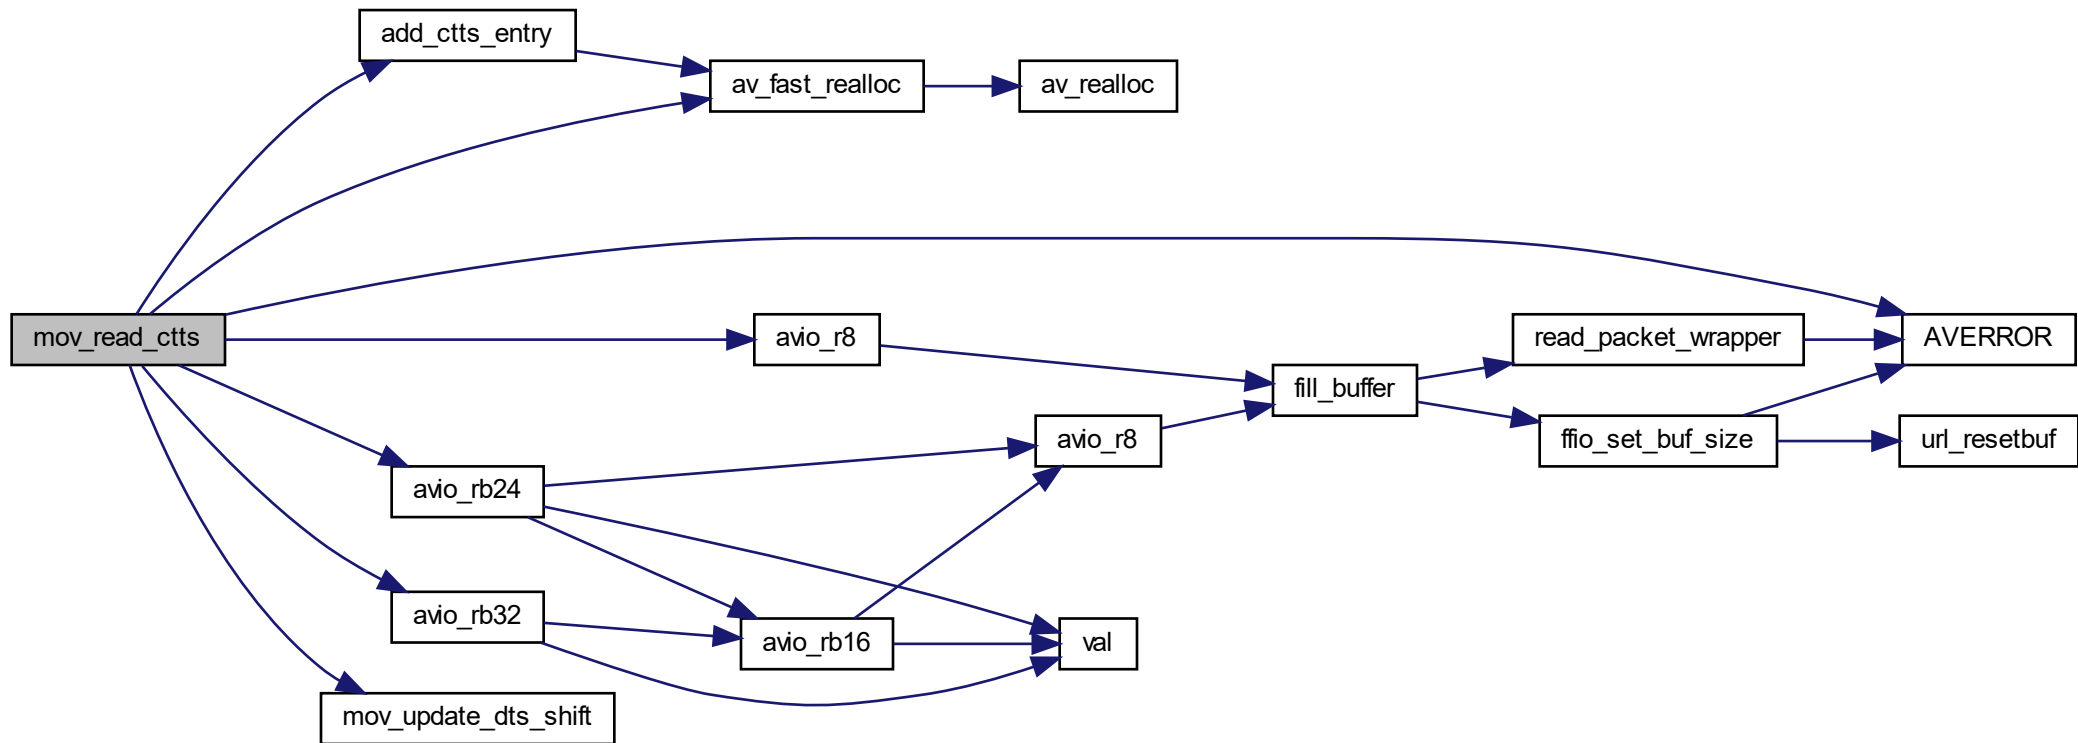 add_ctts_entry
av_fast_realloc
av_realloc
mov_read_ctts
avio_r8
read_packet_wrapper
AVERROR
fill_buffer
avio_r8
ffio_set_buf_size
url_resetbuf
avio_rb24
avio_rb32
avio_rb16
val
mov_update_dts_shift